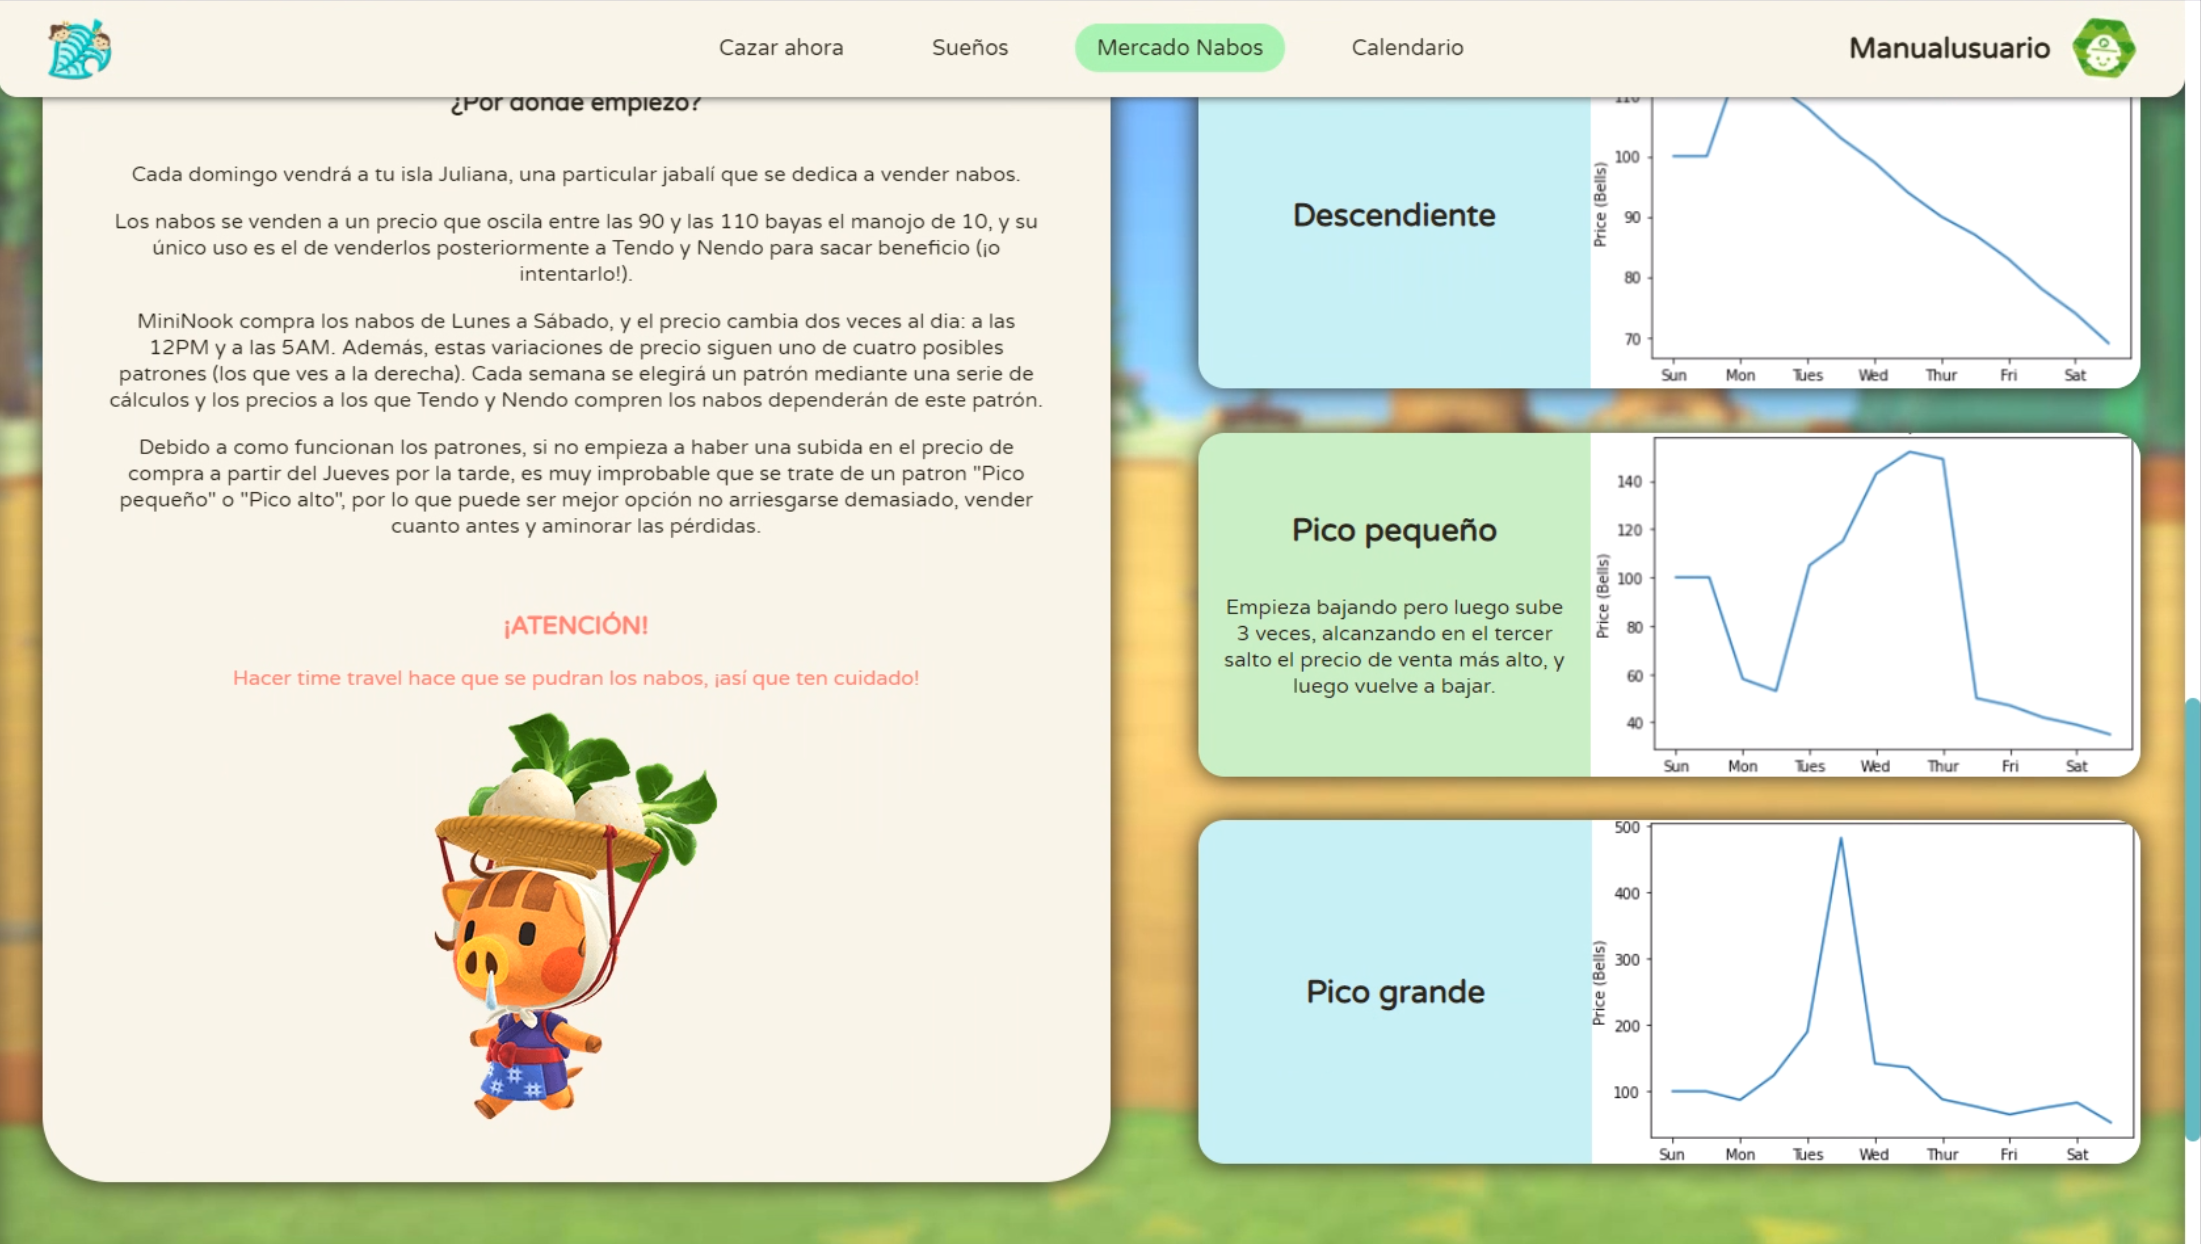 Cazar ahora
Sueños
Mercado Nabos
Calendario
Manualusuario
¿Por donde empiezo?
Cada domingo vendrá a tu isla Juliana, una particular jabalí que se dedica a vender nabos.
Los nabos se venden a un precio que oscila entre las 90 y las 110 bayas el manojo de 10, y su
único uso es el de venderlos posteriormente a Tendo y Nendo para sacar beneficio (¡o
intentarlo!).
MiniNook compra los nabos de Lunes a Sábado, y el precio cambia dos veces al dia: a las
12PM y a las 5AM. Además, estas variaciones de precio siguen uno de cuatro posibles
patrones (los que ves a la derecha). Cada semana se elegirá un patrón mediante una serie de
cálculos y los precios a los que Tendo y Nendo compren los nabos dependerán de este patrón.
Debido a como funcionan los patrones, si no empieza a haber una subida en el precio de
compra a partir del Jueves por la tarde, es muy improbable que se trate de un patron "Pico
pequeño" o "Pico alto", por lo que puede ser mejor opción no arriesgarse demasiado, vender
cuanto antes y aminorar las pérdidas.
¡ATENCIÓN!
Hacer time travel hace que se pudran los nabos, ¡así que ten cuidado!
Descendiente
Price (Bells)
110
100
90
80
70
Sun Mon Tues Wed Thur Fri Sat
Pico pequeño
Empieza bajando pero luego sube
3 veces, alcanzando en el tercer
salto el precio de venta más alto, y
luego vuelve a bajar.
Price (Bells)
140
120
100
80
60
40
Sun Mon Tues Wed Thur Fri Sat
Pico grande
Price (Bells)
500
400
300
200
100
Sun Mon Tues Wed Thur Fri Sat